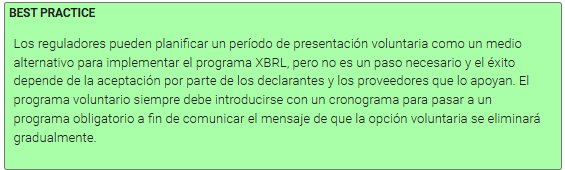 BEST PRACTICE
Los reguladores pueden planificar un período de presentación voluntaria como un medio
alternativo para implementar el programa XBRL, pero no es un paso necesario y el éxito
depende de la aceptación por parte de los declarantes y los proveedores que lo apoyan. El
programa voluntario siempre debe introducirse con un cronograma para pasar a un
programa obligatorio a fin de comunicar el mensaje de que la opción voluntaria se eliminará
gradualmente.